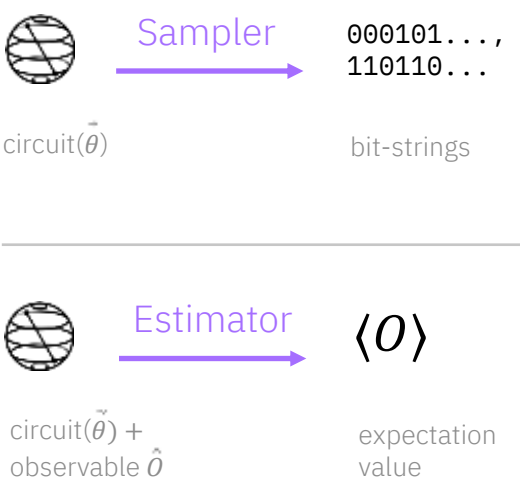 Sampler
000101...,
110110...
circuit(θ⃗)
bit-strings
Estimator
⟨O⟩
circuit(θ⃗) +
observable Ô
expectation
value